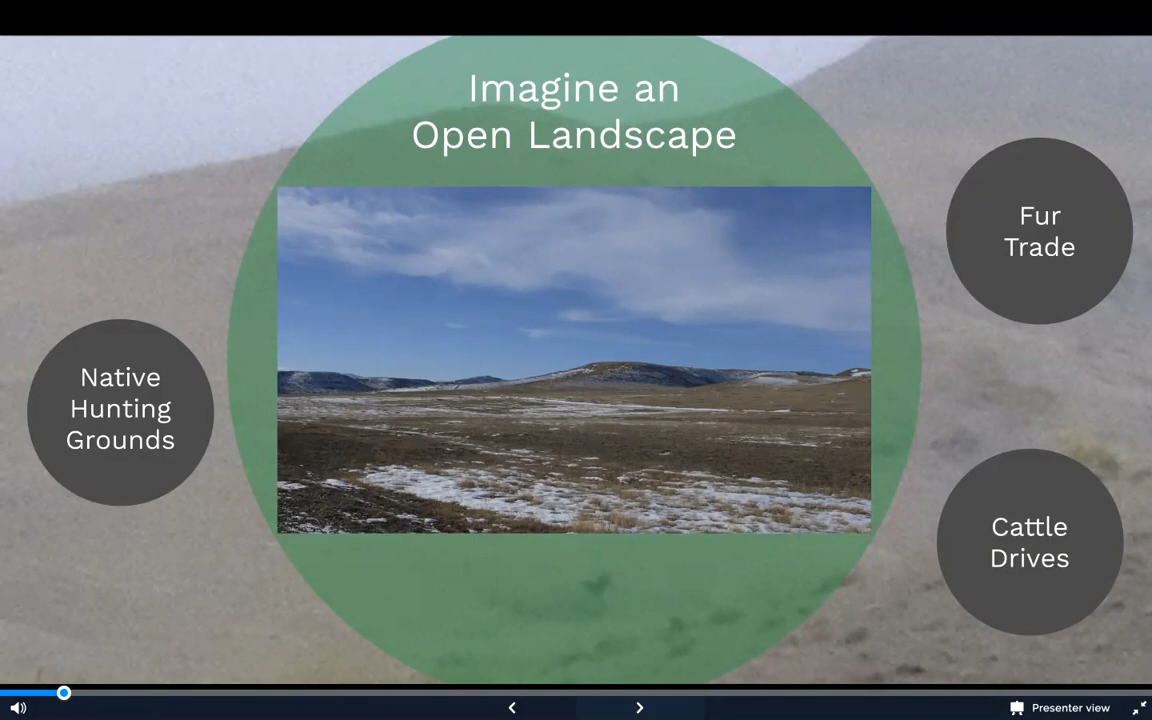 Imagine an
Open Landscape
Fur
Trade
Native
Hunting
Grounds
Cattle
Drives
Presenter view